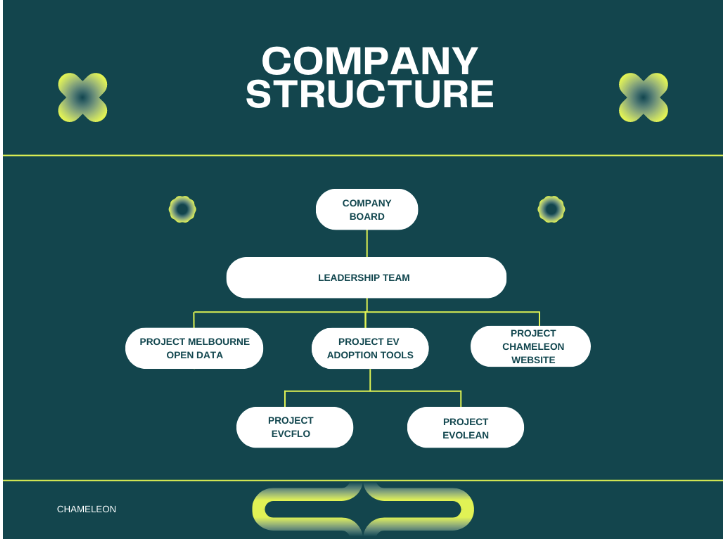 COMPANY
STRUCTURE
COMPANY
BOARD
LEADERSHIP TEAM
PROJECT MELBOURNE
OPEN DATA
PROJECT EV
ADOPTION TOOLS
PROJECT
CHAMELEON
WEBSITE
PROJECT
EVCFLO
PROJECT
EVOLEAN
CHAMELEON